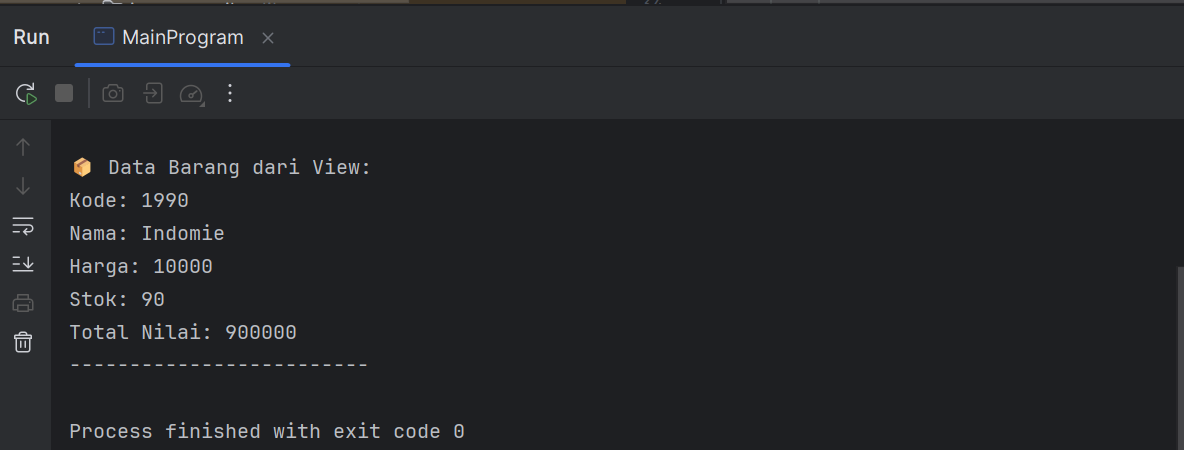 Run MainProgram
📦 Data Barang dari View:
Kode: 1990
Nama: Indomie
Harga: 10000
Stok: 90
Total Nilai: 900000
-------------------------
Process finished with exit code 0